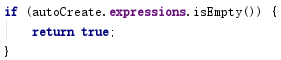 if (autoCreate.expressions.isEmpty()) {
    return true;
}